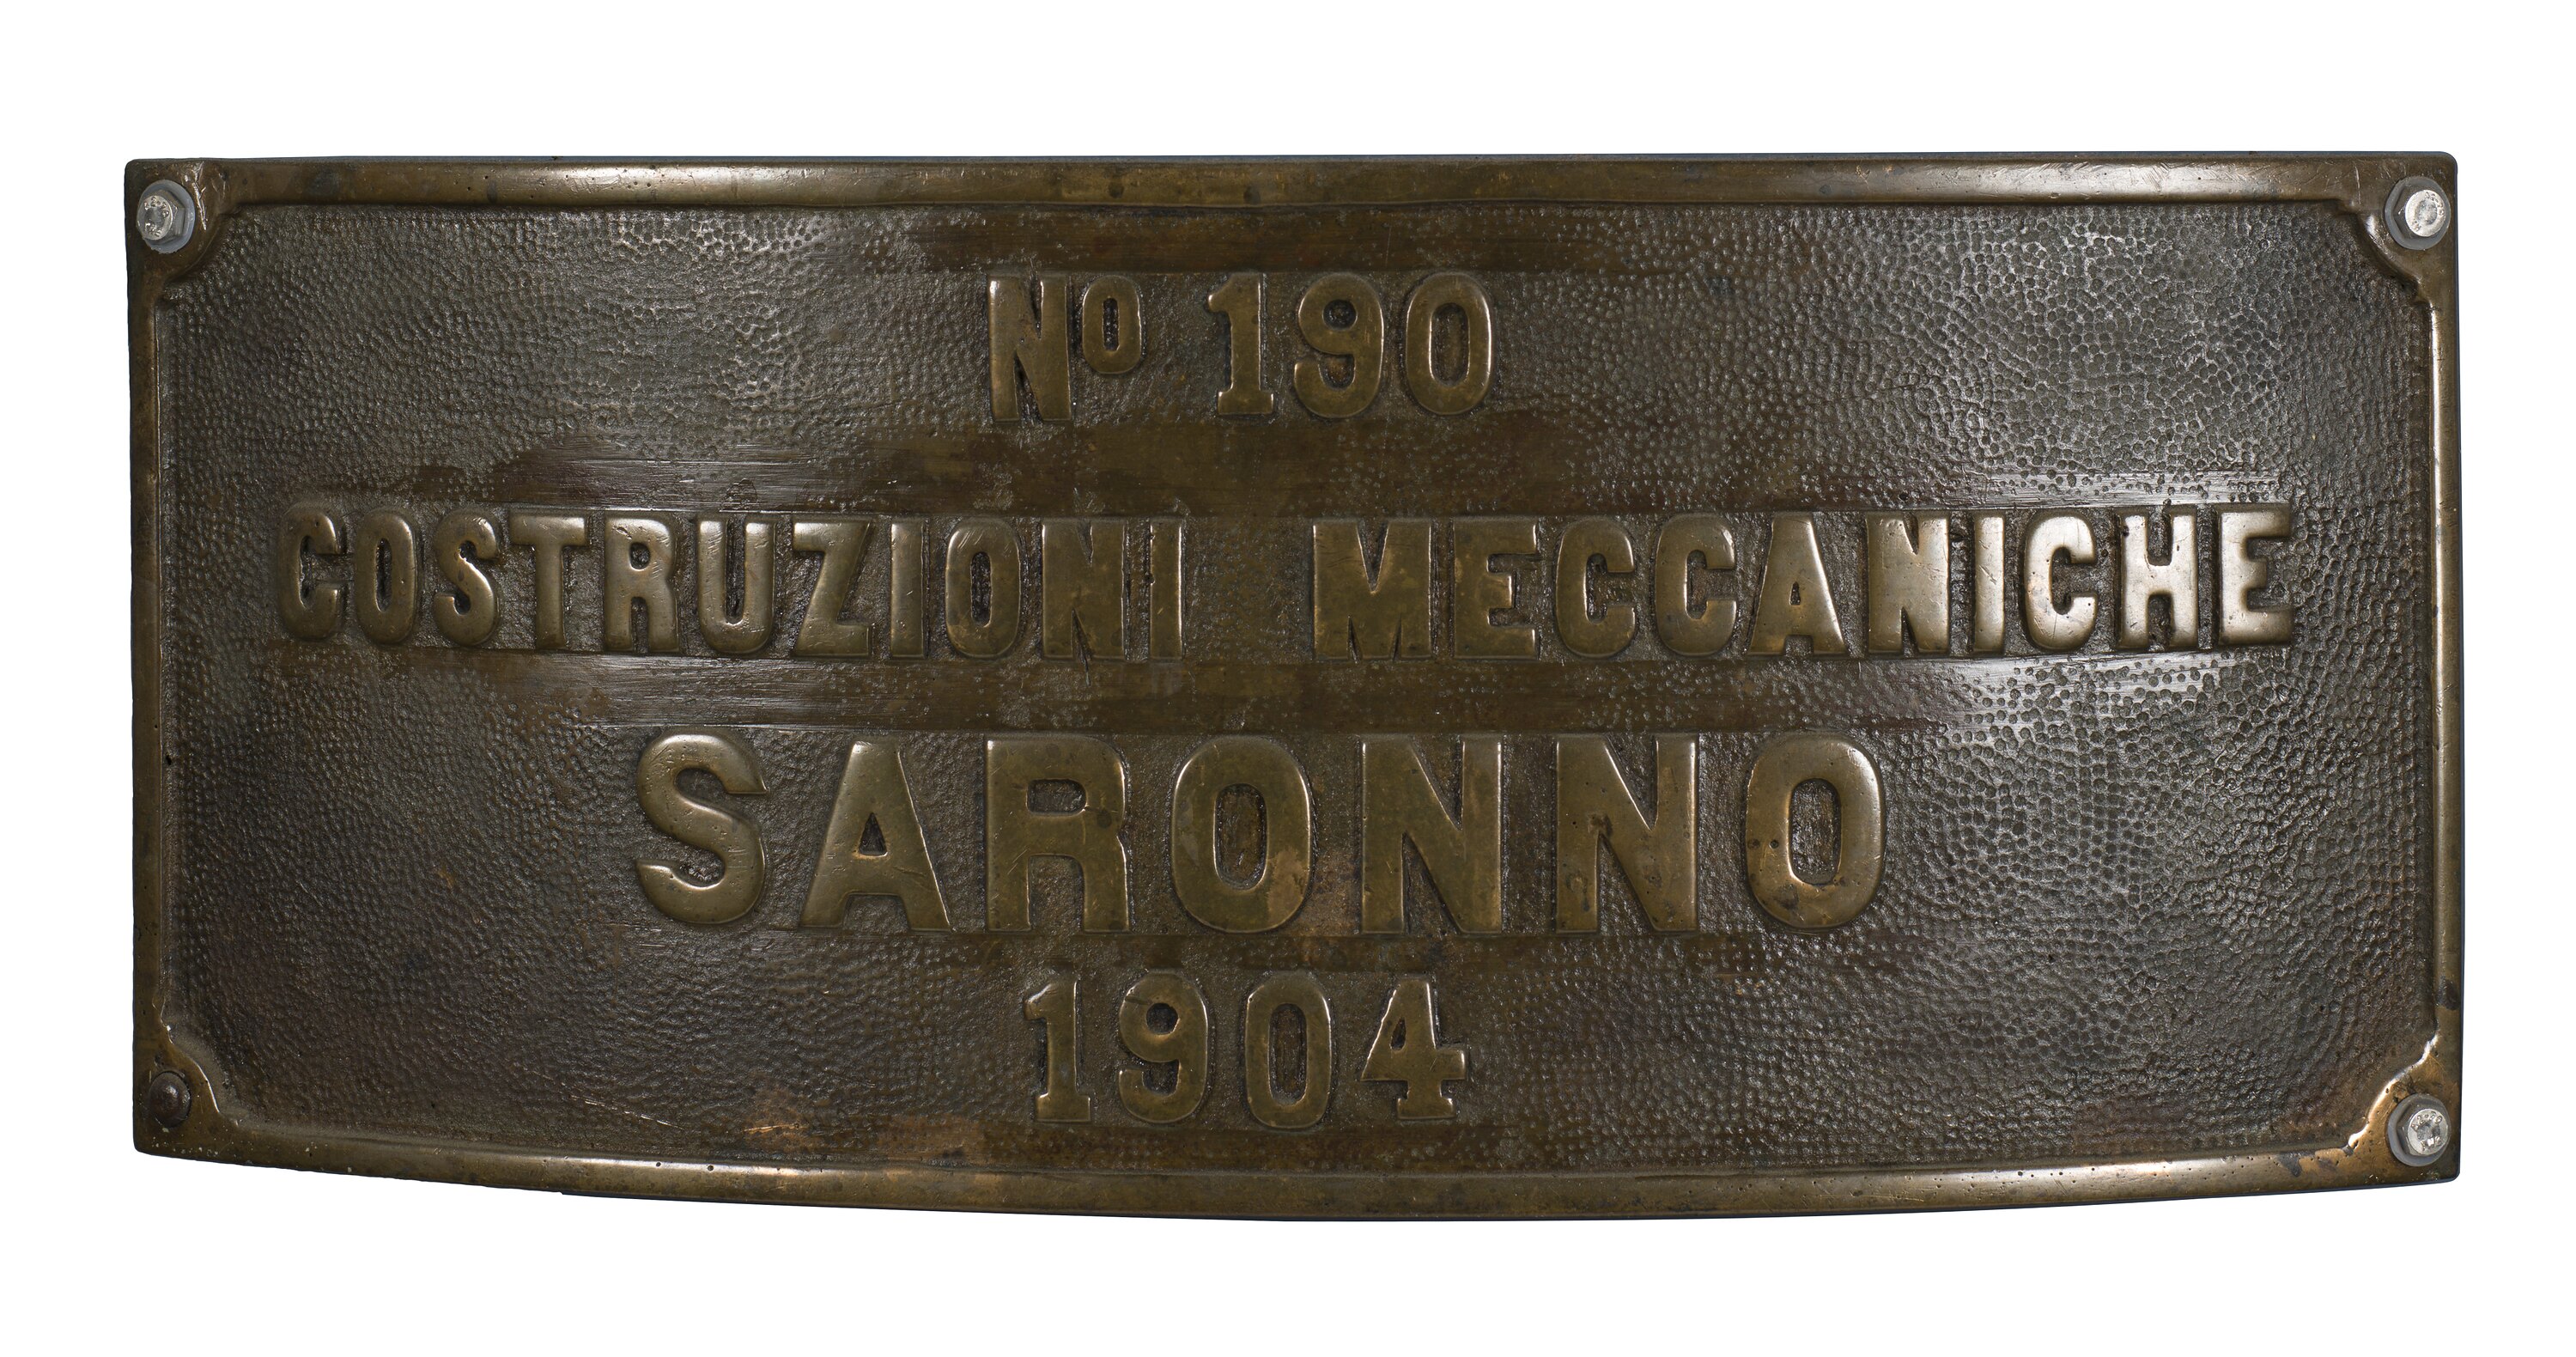 Nº 190
COSTRUZIONI MECCANICHE
SARONNO
1904